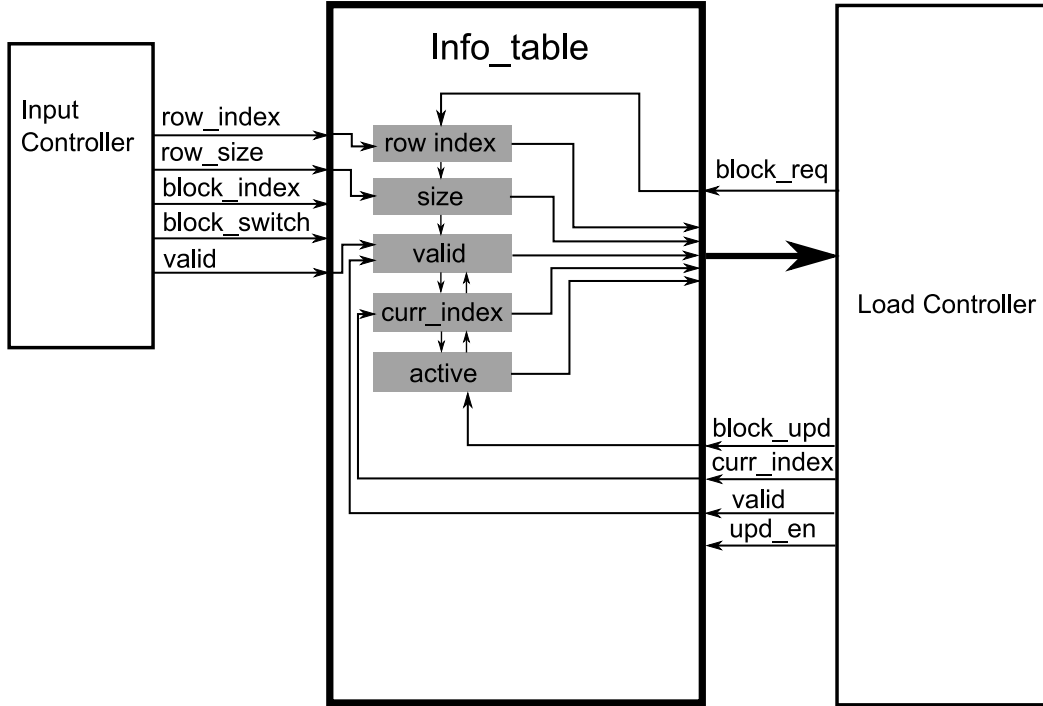 Info_table
Input
Controller
row_index
row_size
block_index
block_switch
valid
row index
size
valid
curr_index
active
block_req
Load Controller
block_upd
curr_index
valid
upd_en